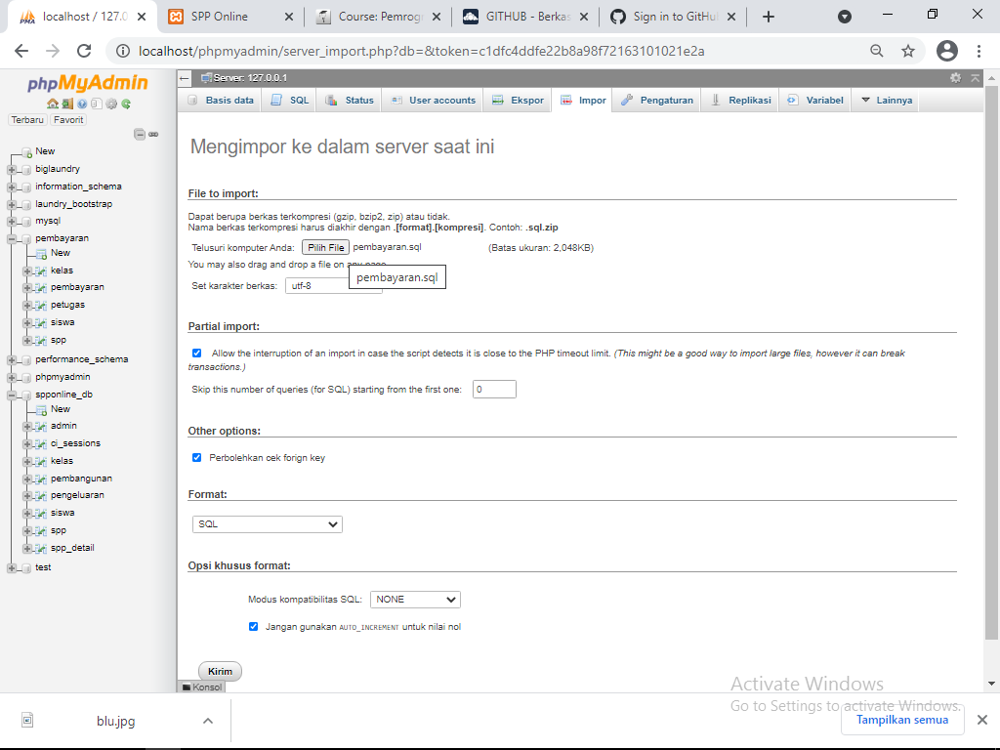 localhost / 127.0
SPP Online
Course: Pemrog
GITHUB - Berkas
Sign in to GitHu
localhost/phpmyadmin/server_import.php?db=&token=c1dfc4ddfe22b8a98f72163101021e2a
phpMyAdmin
Terbaru
Favorit
New
biglaundry
information_schema
laundry_bootstrap
mysql
pembayaran
New
kelas
pembayaran
petugas
siswa
spp
performance_schema
phpmyadmin
spponline_db
New
admin
ci_sessions
kelas
pembangunan
pengeluaran
siswa
spp
spp_detail
test
Server: 127.0.0.1
Basis data
SQL
Status
User accounts
Ekspor
Impor
Pengaturan
Replikasi
Variabel
Lainnya
Mengimpor ke dalam server saat ini
File to import:
Dapat berupa berkas terkompresi (gzip, bzip2, zip) atau tidak.
Nama berkas terkompresi harus diakhir dengan .[format].[kompresi]. Contoh: .sql.zip
Telusuri komputer Anda: Pilih File pembayaran.sql (Batas ukuran: 2,048KB)
You may also drag and drop a file on any page.
pembayaran.sql
Set karakter berkas: utf-8
Partial import:
Allow the interruption of an import in case the script detects it is close to the PHP timeout limit. (This might be a good way to import large files, however it can break
transactions.)
Skip this number of queries (for SQL) starting from the first one: 0
Other options:
Perbolehkan cek forign key
Format:
SQL
Opsi khusus format:
Modus kompatibilitas SQL: NONE
Jangan gunakan AUTO_INCREMENT untuk nilai nol
Kirim
Konsol
Activate Windows
Go to Settings to activate Windows.
blu.jpg
Tampilkan semua